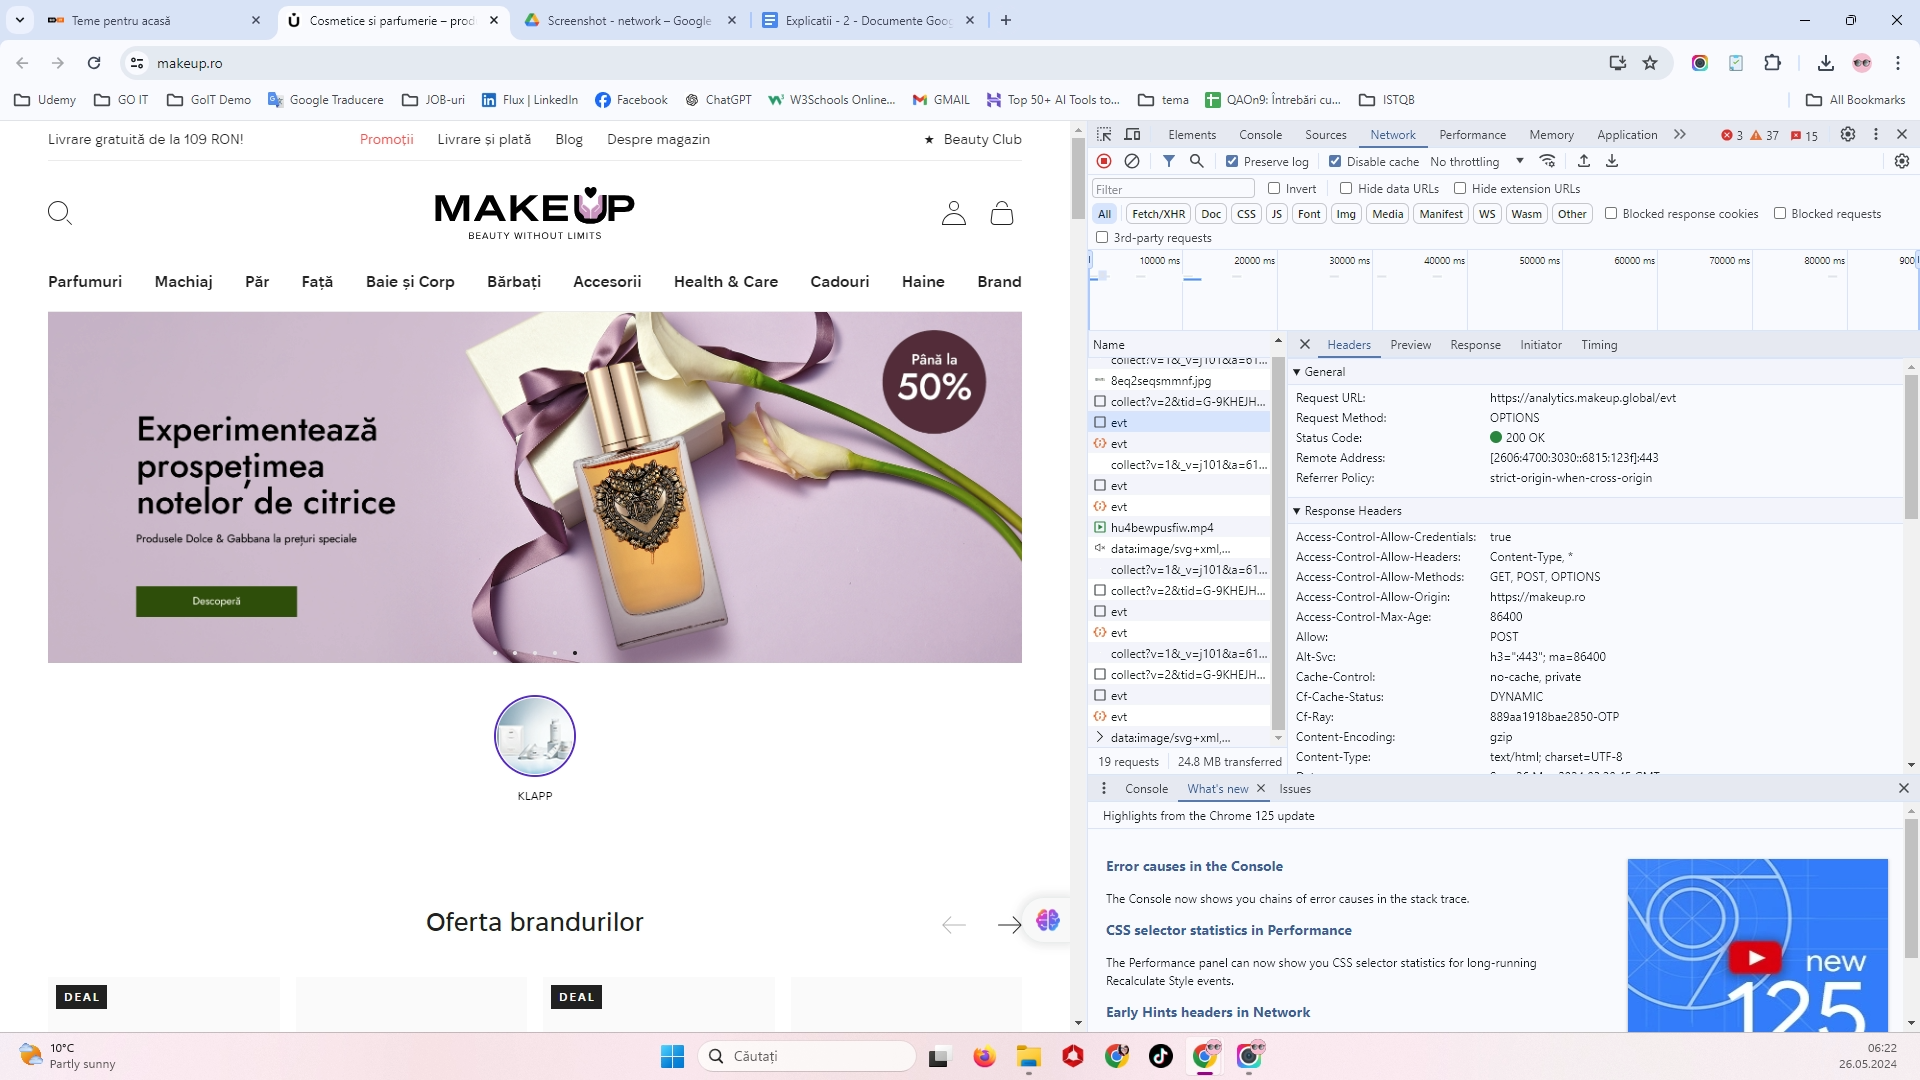 Teme pentru acasă
Cosmetice si parfumerie – prod
Screenshot - network – Google
Explicatii - 2 - Documente Goog
makeup.ro
Udemy
GO IT
GoIT Demo
Google Traducere
JOB-uri
Flux | LinkedIn
Facebook
ChatGPT
W3Schools Online...
GMAIL
Top 50+ AI Tools to...
tema
QAOn9: Întrebări cu...
ISTQB
All Bookmarks
Livrare gratuită de la 109 RON!
Promoții
Livrare și plată
Blog
Despre magazin
★ Beauty Club
MAKEUP
BEAUTY WITHOUT LIMITS
Parfumuri
Machiaj
Păr
Față
Baie și Corp
Bărbați
Accesorii
Health & Care
Cadouri
Haine
Brand
Până la
50%
Experimentează
prospețimea
notelor de citrice
Produsele Dolce & Gabbana la prețuri speciale
Descoperă
KLAPP
Oferta brandurilor
DEAL
DEAL
Elements
Console
Sources
Network
Performance
Memory
Application
3
37
15
Preserve log
Disable cache
No throttling
Filter
Invert
Hide data URLs
Hide extension URLs
All
Fetch/XHR
Doc
CSS
JS
Font
Img
Media
Manifest
WS
Wasm
Other
Blocked response cookies
Blocked requests
3rd-party requests
10000 ms
20000 ms
30000 ms
40000 ms
50000 ms
60000 ms
70000 ms
80000 ms
900
Name
collect?v=1&_v=j101&a=61...
8eq2seqsmmnf.jpg
collect?v=2&tid=G-9KHEJH...
evt
evt
collect?v=1&_v=j101&a=61...
evt
evt
hu4bewpusfiw.mp4
data:image/svg+xml,...
collect?v=1&_v=j101&a=61...
collect?v=2&tid=G-9KHEJH...
evt
evt
collect?v=1&_v=j101&a=61...
collect?v=2&tid=G-9KHEJH...
evt
evt
data:image/svg+xml,...
19 requests
24.8 MB transferred
Headers
Preview
Response
Initiator
Timing
General
Request URL: https://analytics.makeup.global/evt
Request Method: OPTIONS
Status Code: 200 OK
Remote Address: [2606:4700:3030::6815:123f]:443
Referrer Policy: strict-origin-when-cross-origin
Response Headers
Access-Control-Allow-Credentials: true
Access-Control-Allow-Headers: Content-Type, *
Access-Control-Allow-Methods: GET, POST, OPTIONS
Access-Control-Allow-Origin: https://makeup.ro
Access-Control-Max-Age: 86400
Allow: POST
Alt-Svc: h3=":443"; ma=86400
Cache-Control: no-cache, private
Cf-Cache-Status: DYNAMIC
Cf-Ray: 889aa1918bae2850-OTP
Content-Encoding: gzip
Content-Type: text/html; charset=UTF-8
Console
What's new
Issues
Highlights from the Chrome 125 update
Error causes in the Console
The Console now shows you chains of error causes in the stack trace.
CSS selector statistics in Performance
The Performance panel can now show you CSS selector statistics for long-running
Recalculate Style events.
Early Hints headers in Network
new
125
10°C
Partly sunny
Căutați
06:22
26.05.2024